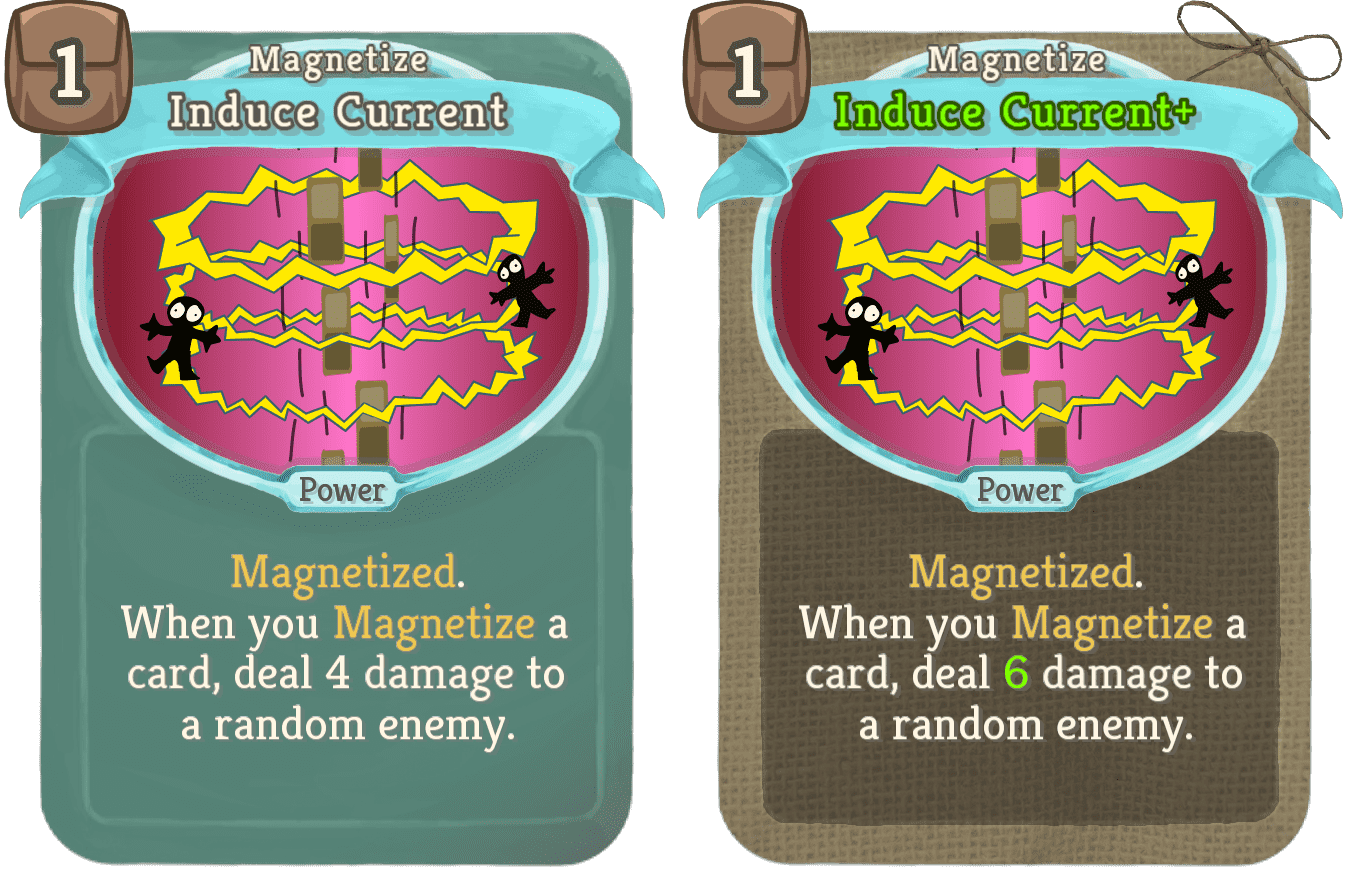 1
Magnetize
Induce Current
Power
Magnetized.
When you Magnetize a
card, deal 4 damage to
a random enemy.
1
Magnetize
Induce Current+
Power
Magnetized.
When you Magnetize a
card, deal 6 damage to
a random enemy.